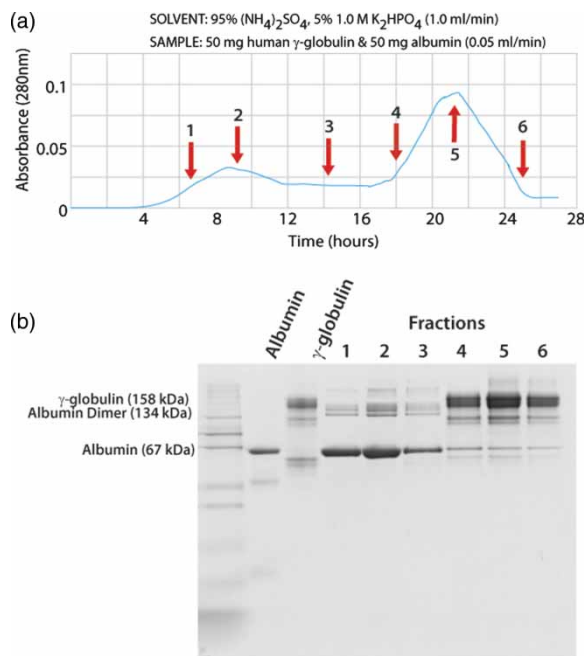 (a)
SOLVENT: 95% (NH₄)₂SO₄, 5% 1.0 M K₂HPO₄ (1.0 ml/min)
SAMPLE: 50 mg human γ-globulin & 50 mg albumin (0.05 ml/min)
Absorbance (280nm)
0.1
0.05
0
1
2
3
4
5
6
4 8 12 16 20 24 28
Time (hours)
(b)
Albumin
γ-globulin
Fractions
1 2 3 4 5 6
γ-globulin (158 kDa)
Albumin Dimer (134 kDa)
Albumin (67 kDa)